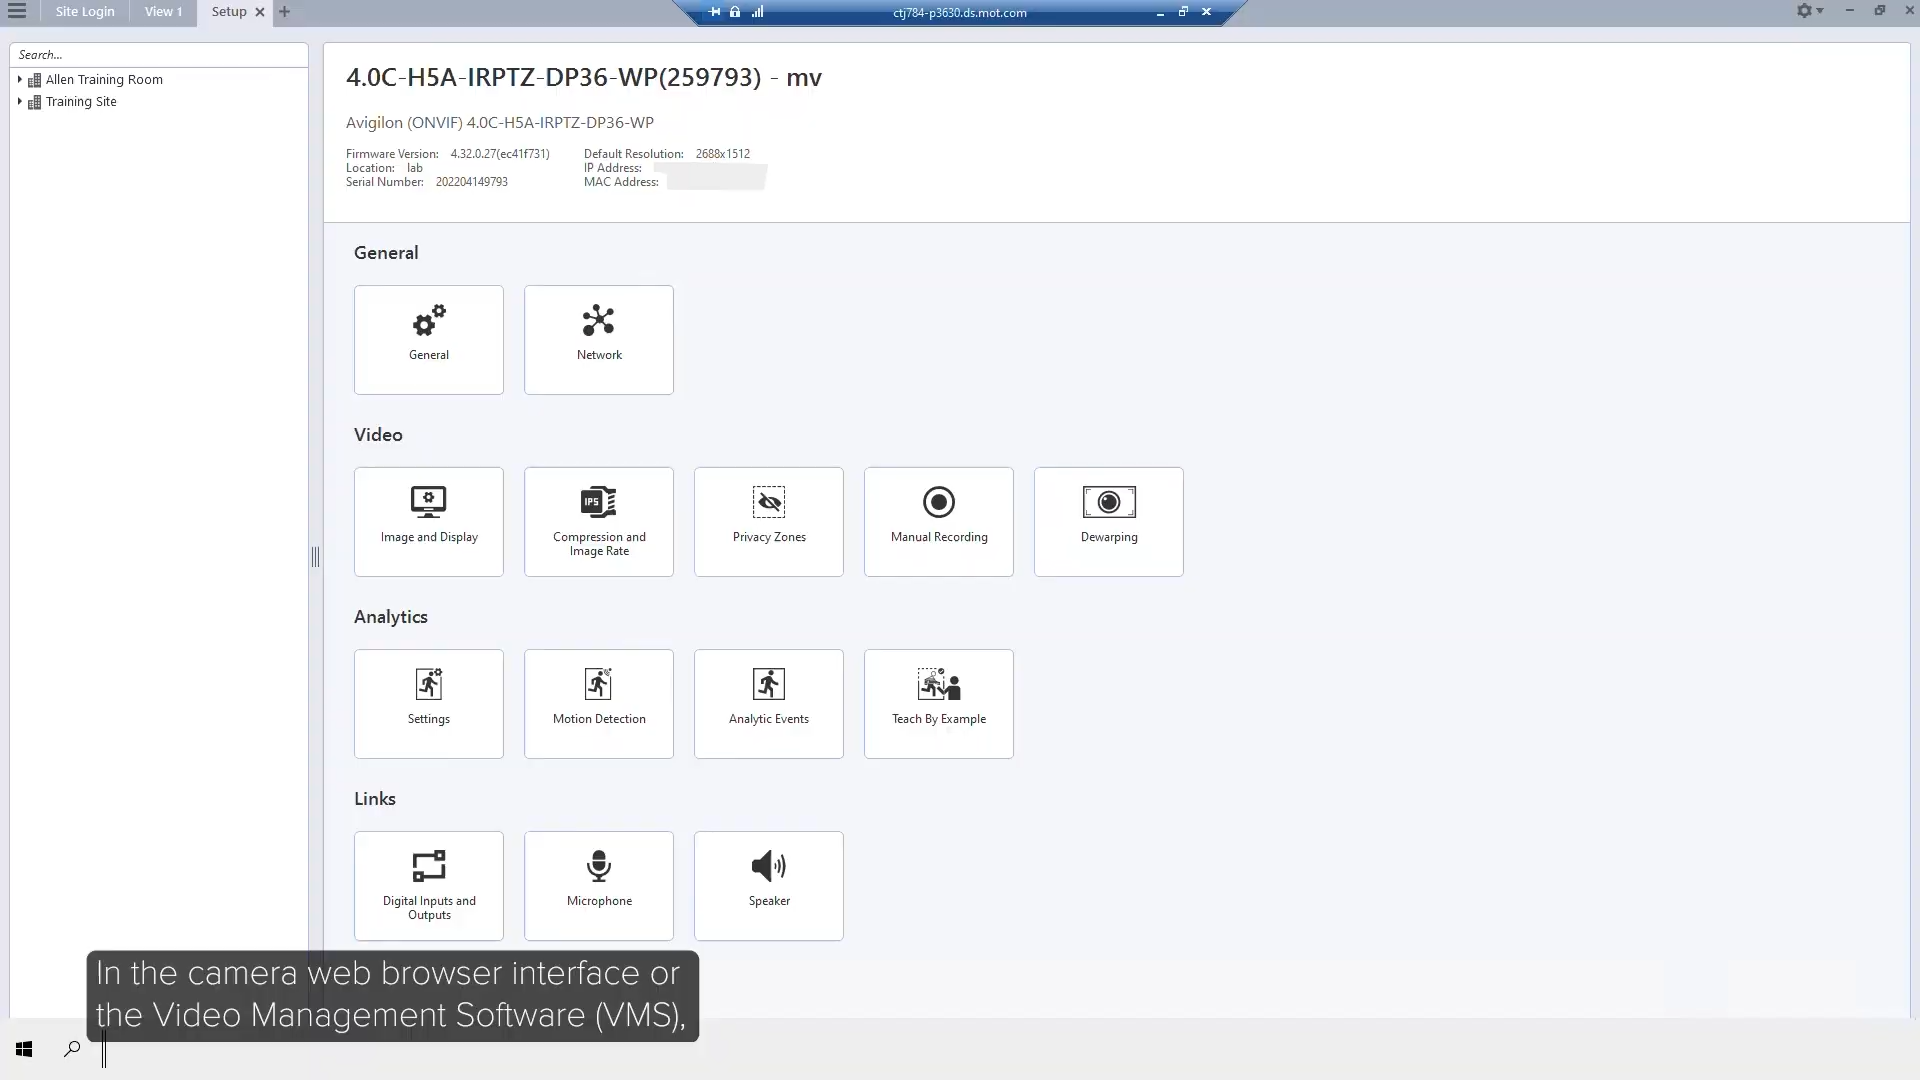 Site Login
View 1
Setup
ctj784-p3630.ds.mot.com
Search...
Allen Training Room
Training Site
4.0C-H5A-IRPTZ-DP36-WP(259793) - mv
Avigilon (ONVIF) 4.0C-H5A-IRPTZ-DP36-WP
Firmware Version: 4.32.0.27(ec41f731)
Default Resolution: 2688x1512
Location: lab
IP Address:
Serial Number: 202204149793
MAC Address:
General
General
Network
Video
Image and Display
IPS
Compression and
Image Rate
Privacy Zones
Manual Recording
Dewarping
Analytics
Settings
Motion Detection
Analytic Events
Teach By Example
Links
Digital Inputs and
Outputs
Microphone
Speaker
In the camera web browser interface or
the Video Management Software (VMS),